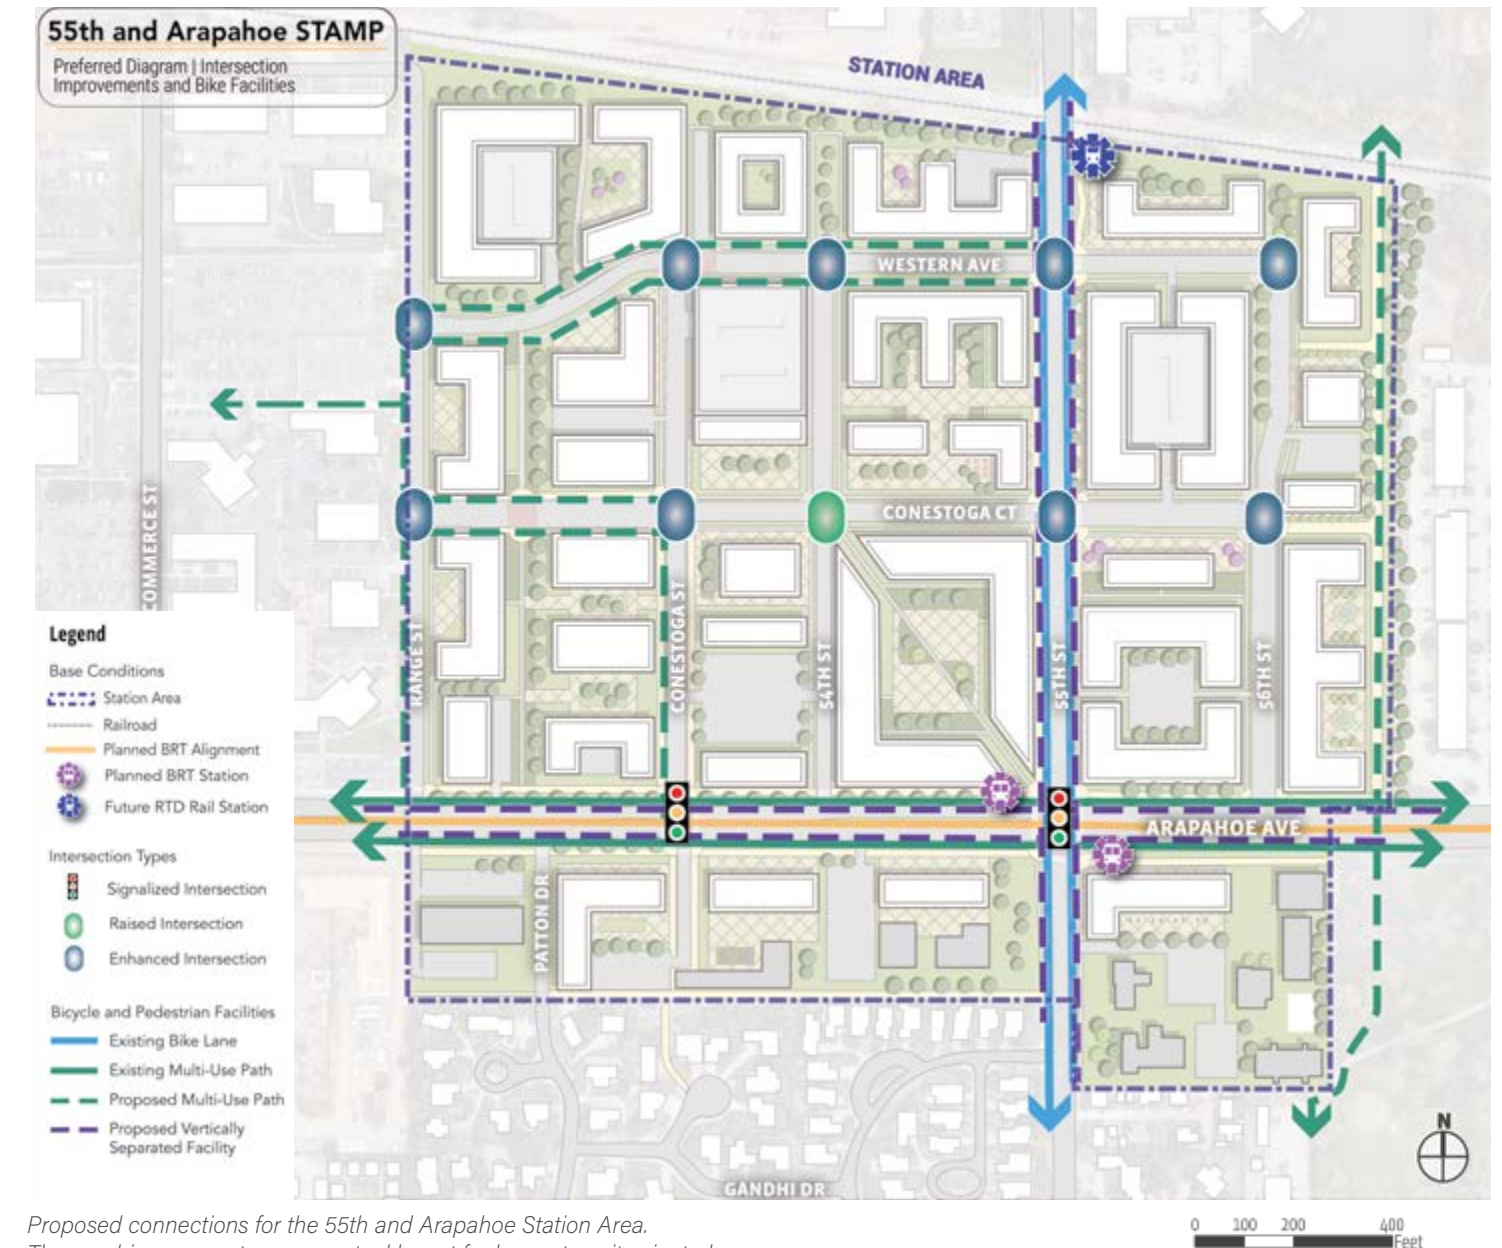 55th and Arapahoe STAMP
Preferred Diagram | Intersection
Improvements and Bike Facilities
STATION AREA
WESTERN AVE
CONESTOGA CT
COMMERCE ST
RANGE ST
CONESTOGA ST
54TH ST
55TH ST
56TH ST
ARAPAHOE AVE
PATTON DR
GANDHI DR
Legend
Base Conditions
Station Area
Railroad
Planned BRT Alignment
Planned BRT Station
Future RTD Rail Station
Intersection Types
Signalized Intersection
Raised Intersection
Enhanced Intersection
Bicycle and Pedestrian Facilities
Existing Bike Lane
Existing Multi-Use Path
Proposed Multi-Use Path
Proposed Vertically
Separated Facility
N
0 100 200 400
Feet
Proposed connections for the 55th and Arapahoe Station Area.